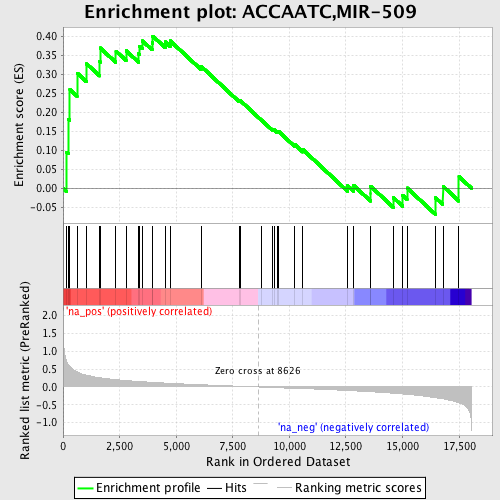 Enrichment plot: ACCAATC,MIR-509
Enrichment score (ES)
0.40
0.35
0.30
0.25
0.20
0.15
0.10
0.05
0.00
-0.05
'na_pos' (positively correlated)
Ranked list metric (PreRanked)
2.0
1.5
1.0
0.5
0.0
-0.5
-1.0
Zero cross at 8626
'na_neg' (negatively correlated)
0 2,500 5,000 7,500 10,000 12,500 15,000 17,500
Rank in Ordered Dataset
Enrichment profile Hits Ranking metric scores